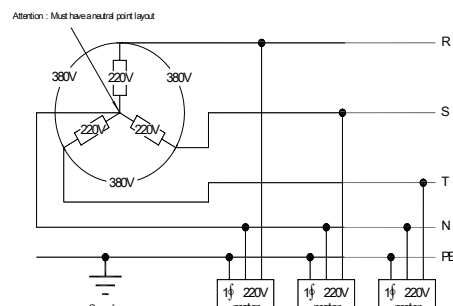 Attention : Must have a neutral point layout
R
380V
220V
380V
S
220V
220V
380V
T
N
PE
1ϕ 220V
1ϕ 220V
1ϕ 220V